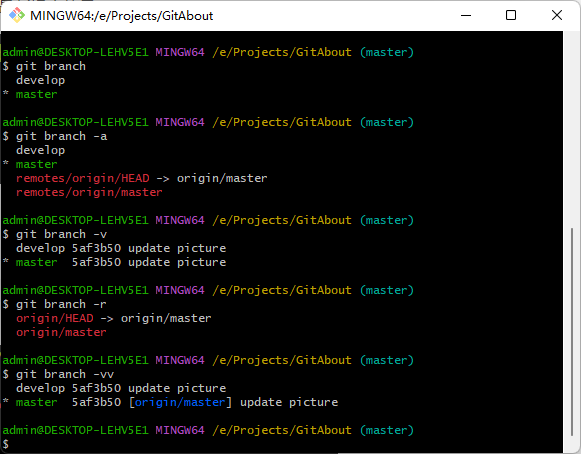 MINGW64:/e/Projects/GitAbout
admin@DESKTOP-LEHV5E1 MINGW64 /e/Projects/GitAbout (master)
$ git branch
  develop
* master
admin@DESKTOP-LEHV5E1 MINGW64 /e/Projects/GitAbout (master)
$ git branch -a
  develop
* master
  remotes/origin/HEAD -> origin/master
  remotes/origin/master
admin@DESKTOP-LEHV5E1 MINGW64 /e/Projects/GitAbout (master)
$ git branch -v
  develop 5af3b50 update picture
* master  5af3b50 update picture
admin@DESKTOP-LEHV5E1 MINGW64 /e/Projects/GitAbout (master)
$ git branch -r
  origin/HEAD -> origin/master
  origin/master
admin@DESKTOP-LEHV5E1 MINGW64 /e/Projects/GitAbout (master)
$ git branch -vv
  develop 5af3b50 update picture
* master  5af3b50 [origin/master] update picture
admin@DESKTOP-LEHV5E1 MINGW64 /e/Projects/GitAbout (master)
$